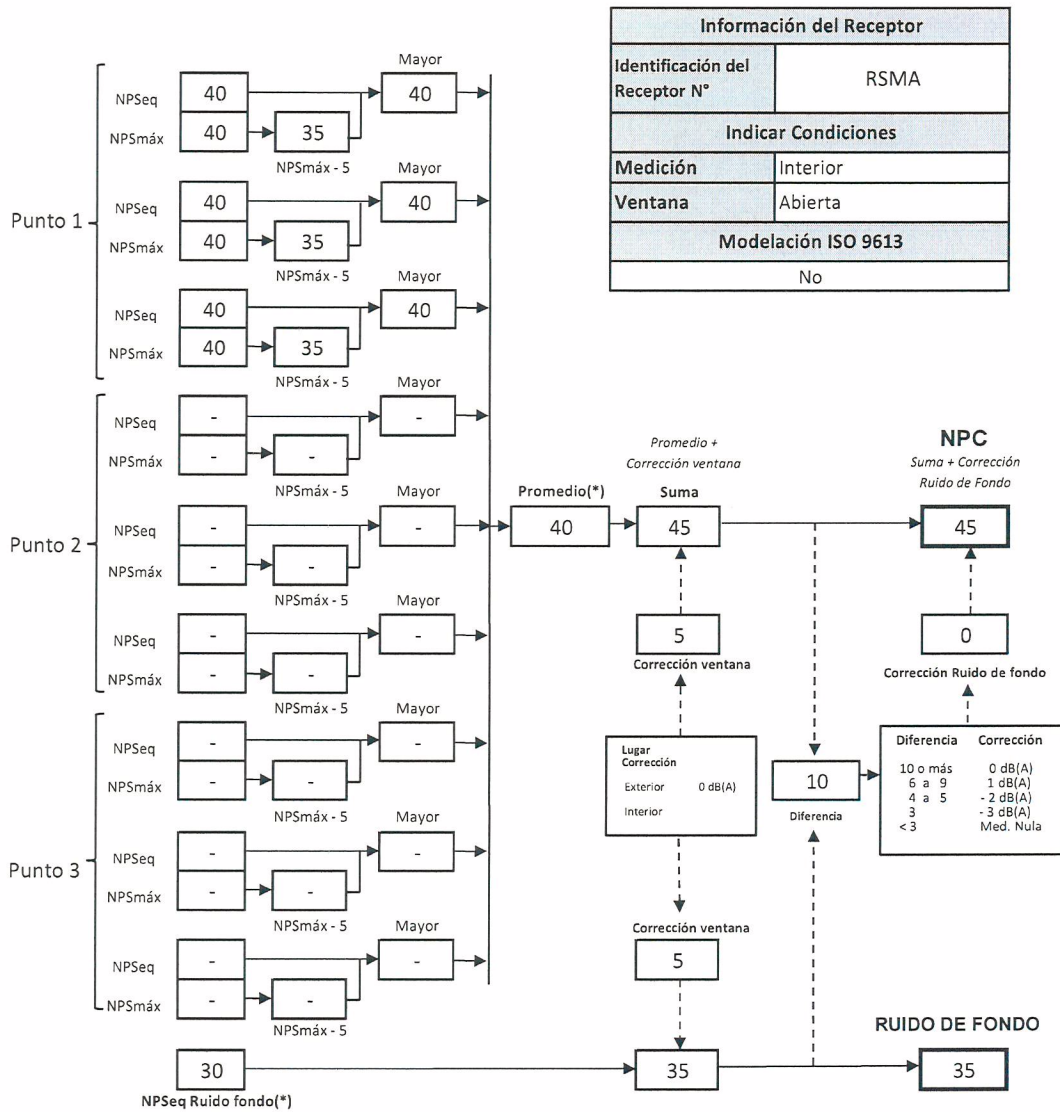 Información del Receptor
Identificación del
Receptor N°
RSMA
Indicar Condiciones
Medición
Interior
Ventana
Abierta
Modelación ISO 9613
No
Punto 1
Mayor
NPSeq
40
40
NPSmáx
40
35
NPSmáx - 5
Mayor
NPSeq
40
40
NPSmáx
40
35
NPSmáx - 5
Mayor
NPSeq
40
40
NPSmáx
40
35
NPSmáx - 5
Punto 2
Mayor
NPSeq
-
-
NPSmáx
-
-
NPSmáx - 5
Mayor
NPSeq
-
-
NPSmáx
-
-
NPSmáx - 5
Mayor
NPSeq
-
-
NPSmáx
-
-
NPSmáx - 5
Punto 3
Mayor
NPSeq
-
-
NPSmáx
-
-
NPSmáx - 5
Mayor
NPSeq
-
-
NPSmáx
-
-
NPSmáx - 5
Mayor
NPSeq
-
-
NPSmáx
-
-
NPSmáx - 5
30
NPSeq Ruido fondo(*)
Promedio(*)
40
Promedio +
Corrección ventana
Suma
45
5
Corrección ventana
Lugar
Corrección
Exterior 0 dB(A)
Interior
Corrección ventana
5
35
10
Diferencia
NPC
Suma + Corrección
Ruido de Fondo
45
0
Corrección Ruido de fondo
Diferencia Corrección
10 o más 0 dB(A)
6 a 9 1 dB(A)
4 a 5 - 2 dB(A)
3 - 3 dB(A)
< 3 Med. Nula
RUIDO DE FONDO
35